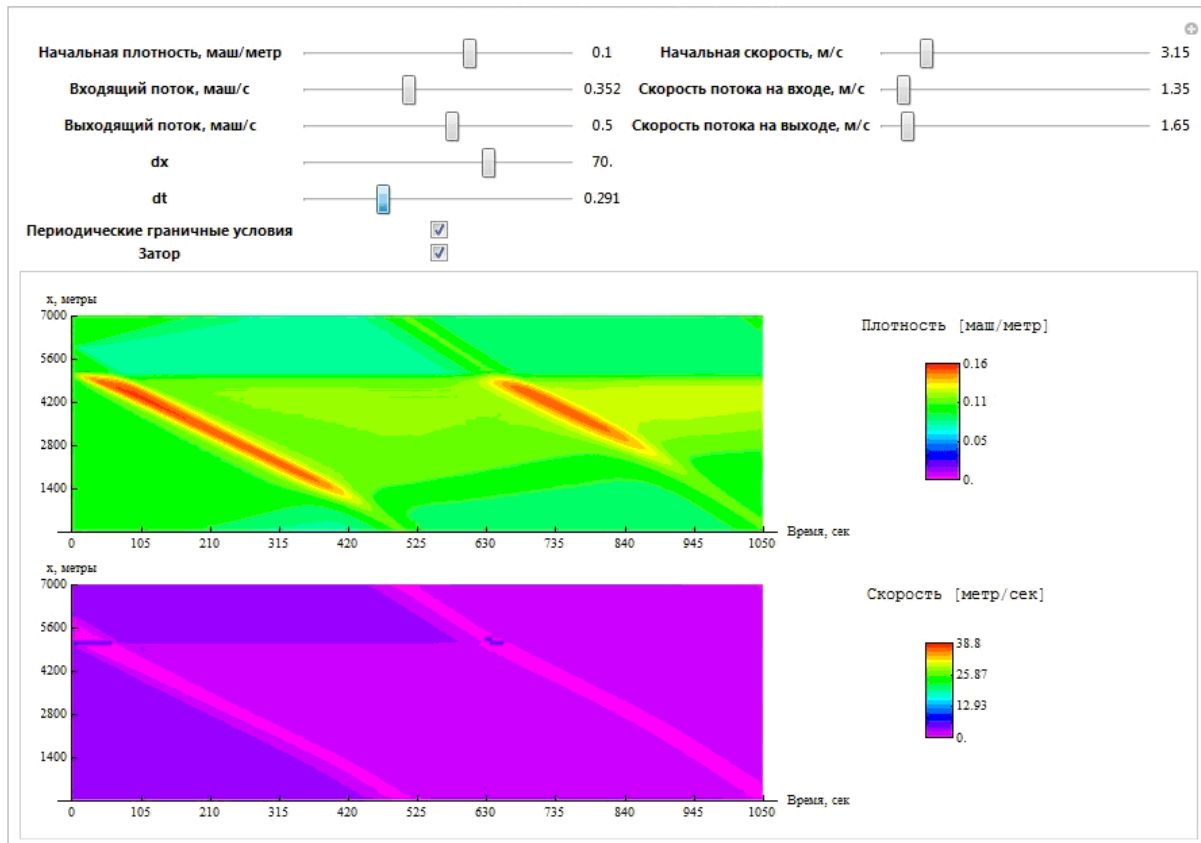 Начальная плотность, маш/метр 0.1 Начальная скорость, м/с 3.15
Входящий поток, маш/с 0.352 Скорость потока на входе, м/с 1.35
Выходящий поток, маш/с 0.5 Скорость потока на выходе, м/с 1.65
dx 70.
dt 0.291
Периодические граничные условия
Затор
x, метры
7000
5600
4200
2800
1400
0 105 210 315 420 525 630 735 840 945 1050 Время, сек
Плотность [маш/метр]
0.16
0.11
0.05
0.
x, метры
7000
5600
4200
2800
1400
0 105 210 315 420 525 630 735 840 945 1050 Время, сек
Скорость [метр/сек]
38.8
25.87
12.93
0.